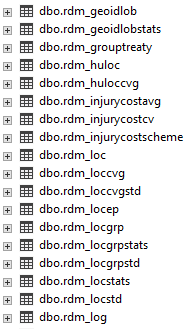 dbo.rdm_geoidlob
dbo.rdm_geoidlobstats
dbo.rdm_grouptreaty
dbo.rdm_huloc
dbo.rdm_huloccvg
dbo.rdm_injurycostavg
dbo.rdm_injurycostcv
dbo.rdm_injurycostscheme
dbo.rdm_loc
dbo.rdm_loccvg
dbo.rdm_loccvgstd
dbo.rdm_locep
dbo.rdm_locgrp
dbo.rdm_locgrpstats
dbo.rdm_locgrpstd
dbo.rdm_locstats
dbo.rdm_locstd
dbo.rdm_log